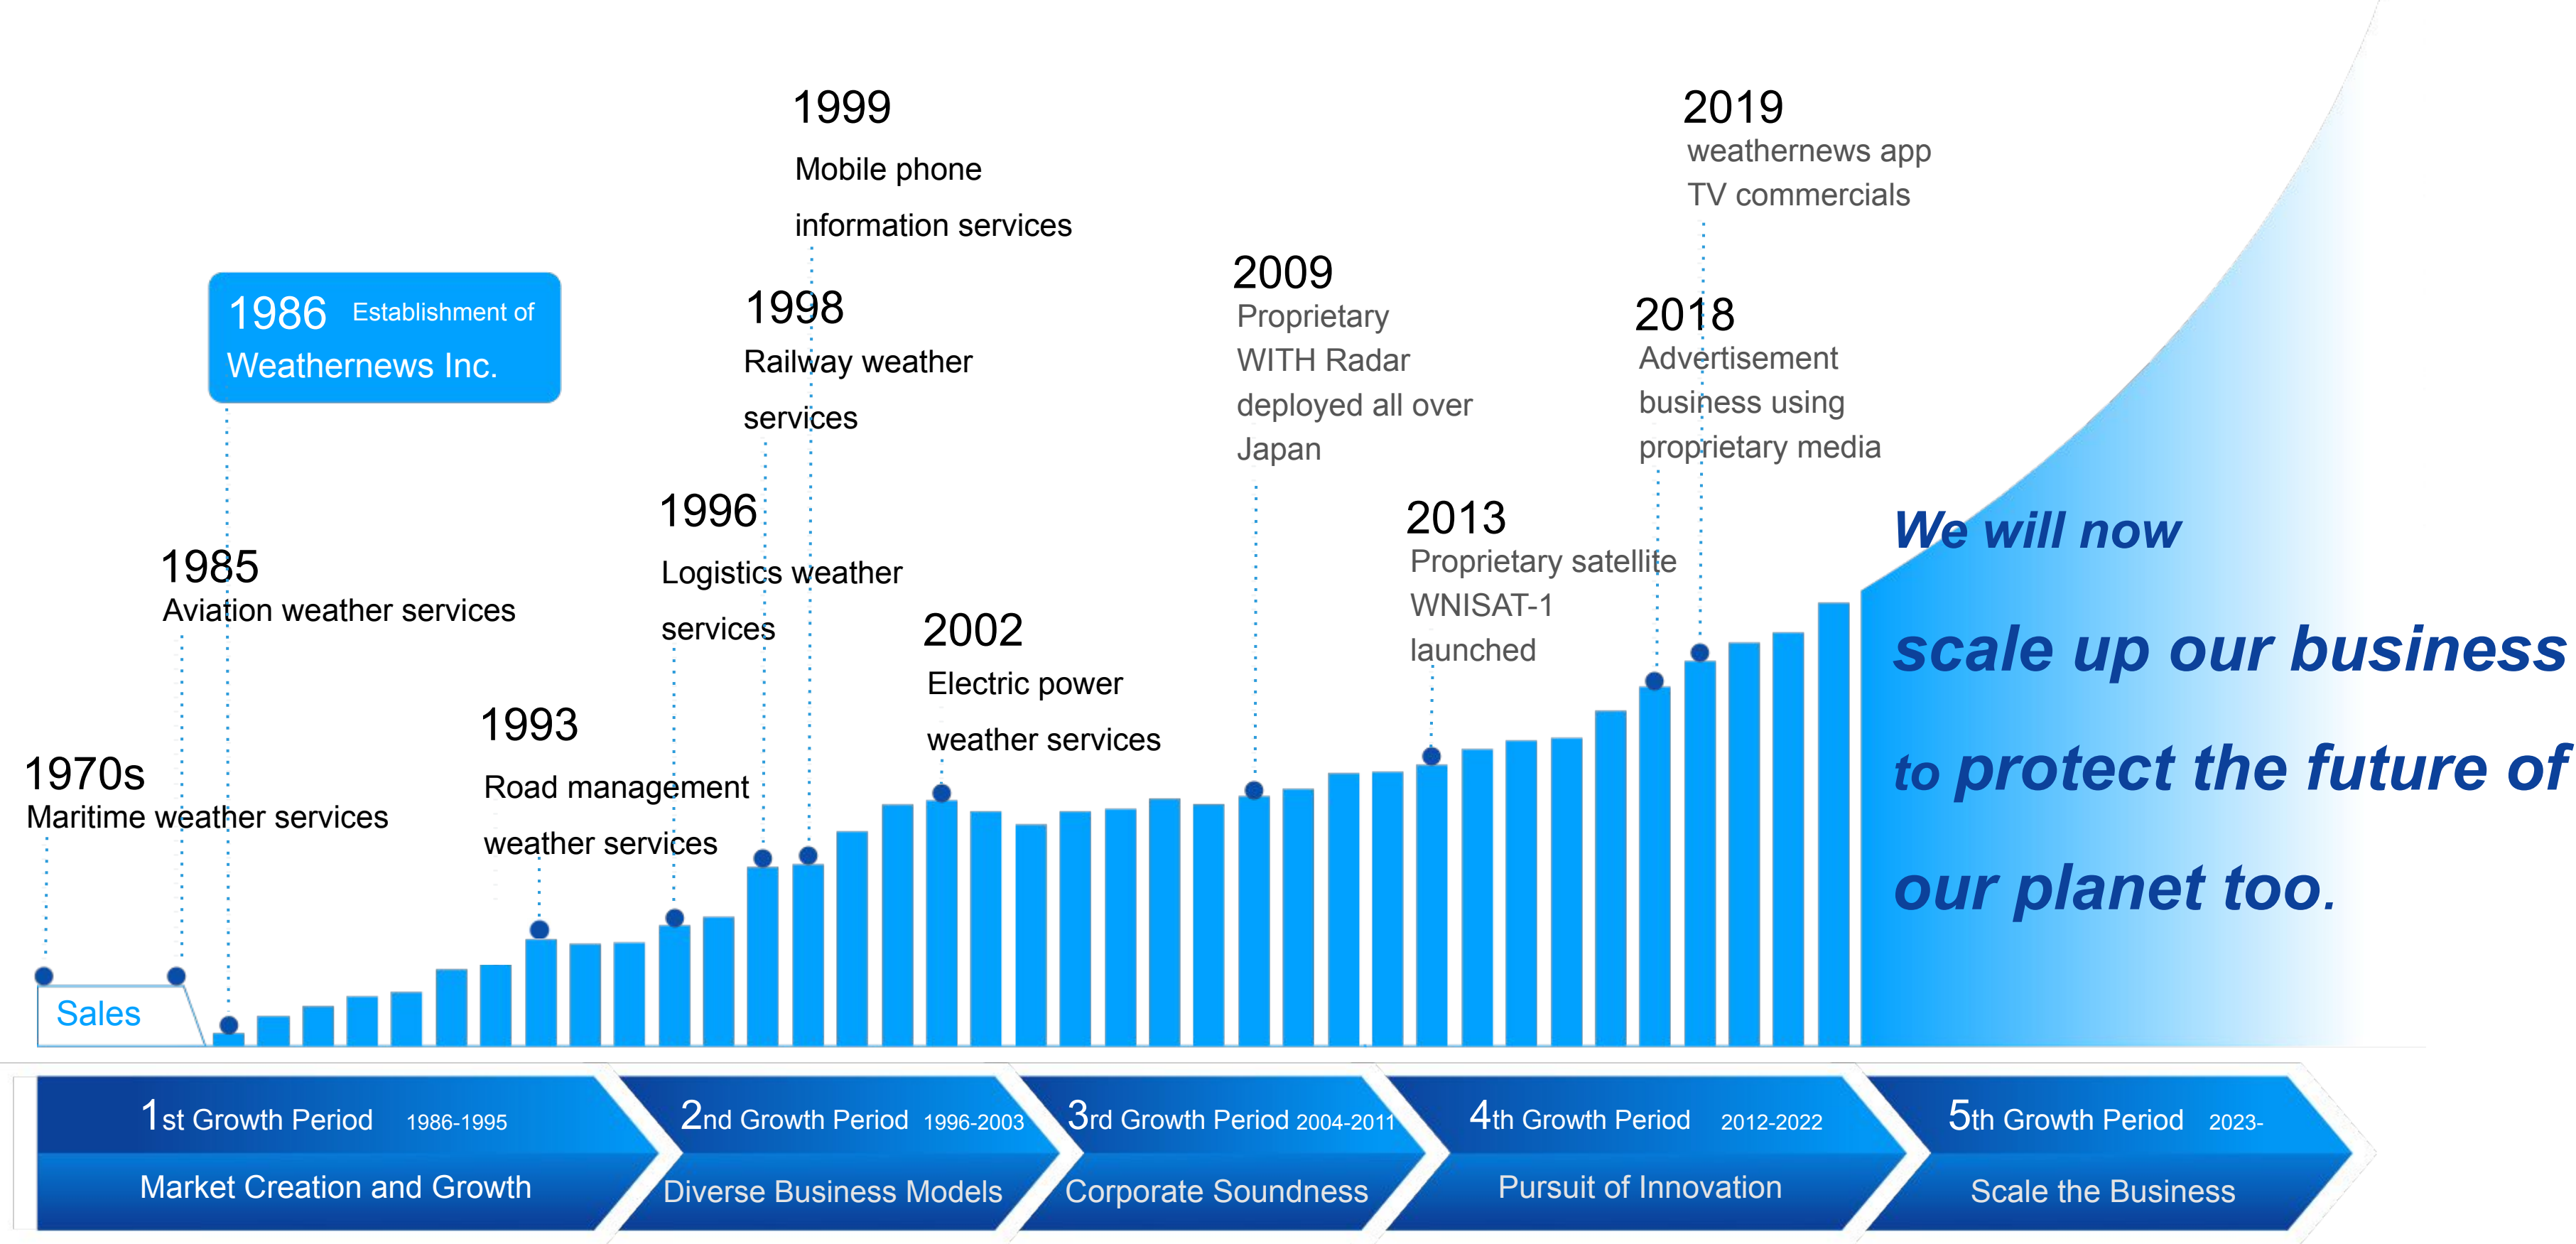 1999
Mobile phone
information services
2019
weathernews app
TV commercials
1986 Establishment of
Weathernews Inc.
1998
Railway weather
services
2009
Proprietary
WITH Radar
deployed all over
Japan
2018
Advertisement
business using
proprietary media
1985
Aviation weather services
1996
Logistics weather
services
2013
Proprietary satellite
WNISAT-1
launched
1970s
Maritime weather services
1993
Road management
weather services
2002
Electric power
weather services
We will now
scale up our business
to protect the future of
our planet too.
Sales
1st Growth Period 1986-1995
Market Creation and Growth
2nd Growth Period 1996-2003
Diverse Business Models
3rd Growth Period 2004-2011
Corporate Soundness
4th Growth Period 2012-2022
Pursuit of Innovation
5th Growth Period 2023-
Scale the Business